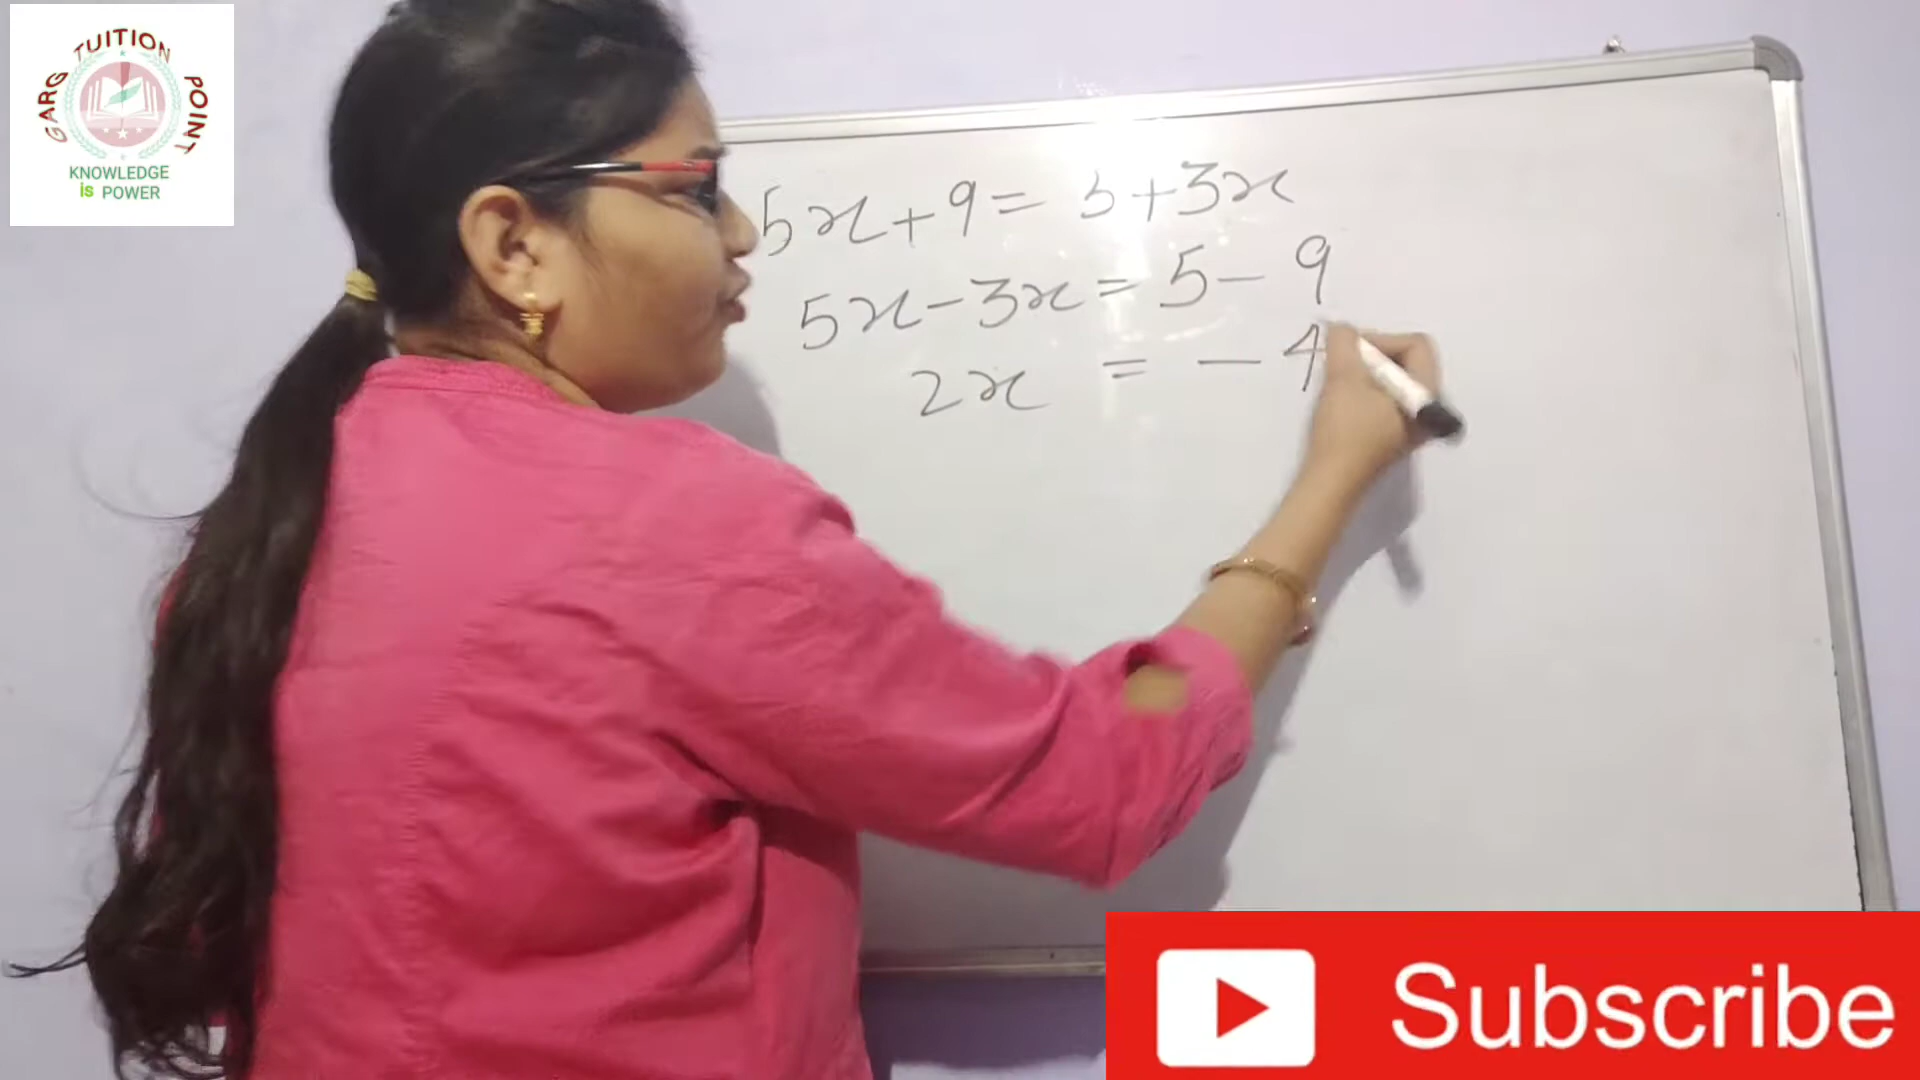 GARG TUITION POINT
KNOWLEDGE
is POWER
5x+9=5+3x
5x-3x=5-9
2x = -4
Subscribe